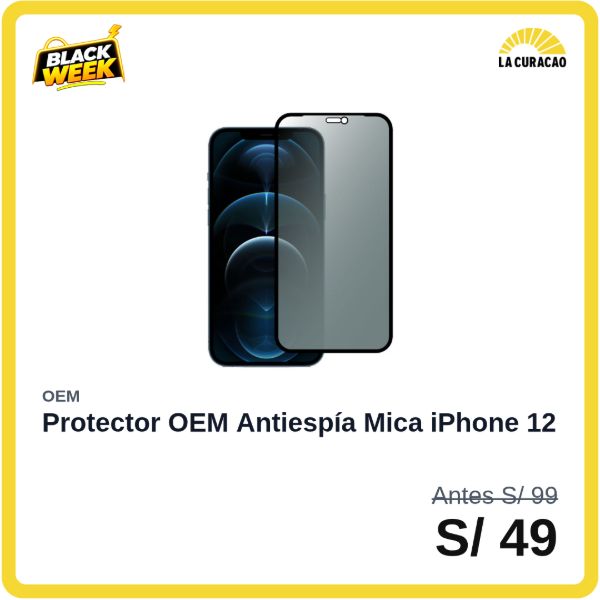 BLACK
WEEK
LA CURACAO
OEM
Protector OEM Antiespía Mica iPhone 12
Antes S/ 99
S/ 49